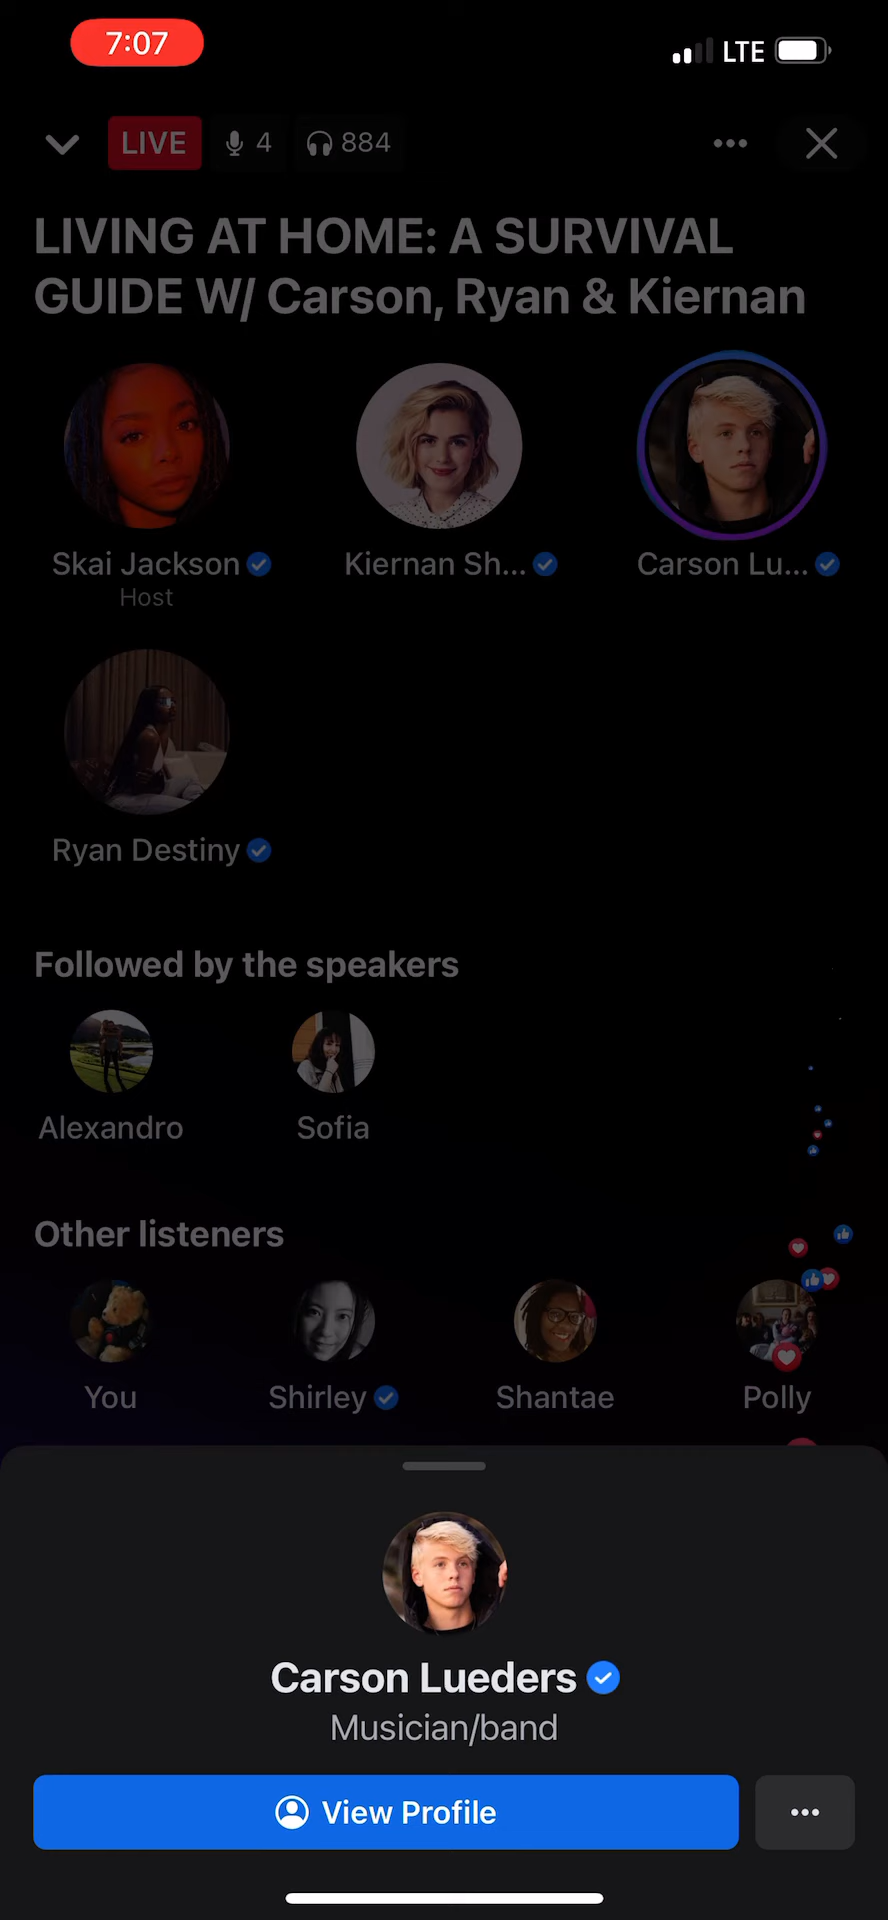 7:07 LTE
LIVE 4 884
LIVING AT HOME: A SURVIVAL
GUIDE W/ Carson, Ryan & Kiernan
Skai Jackson Kiernan Sh... Carson Lu...
Host
Ryan Destiny
Followed by the speakers
Alexandro Sofia
Other listeners
You Shirley Shantae Polly
Carson Lueders
Musician/band
View Profile